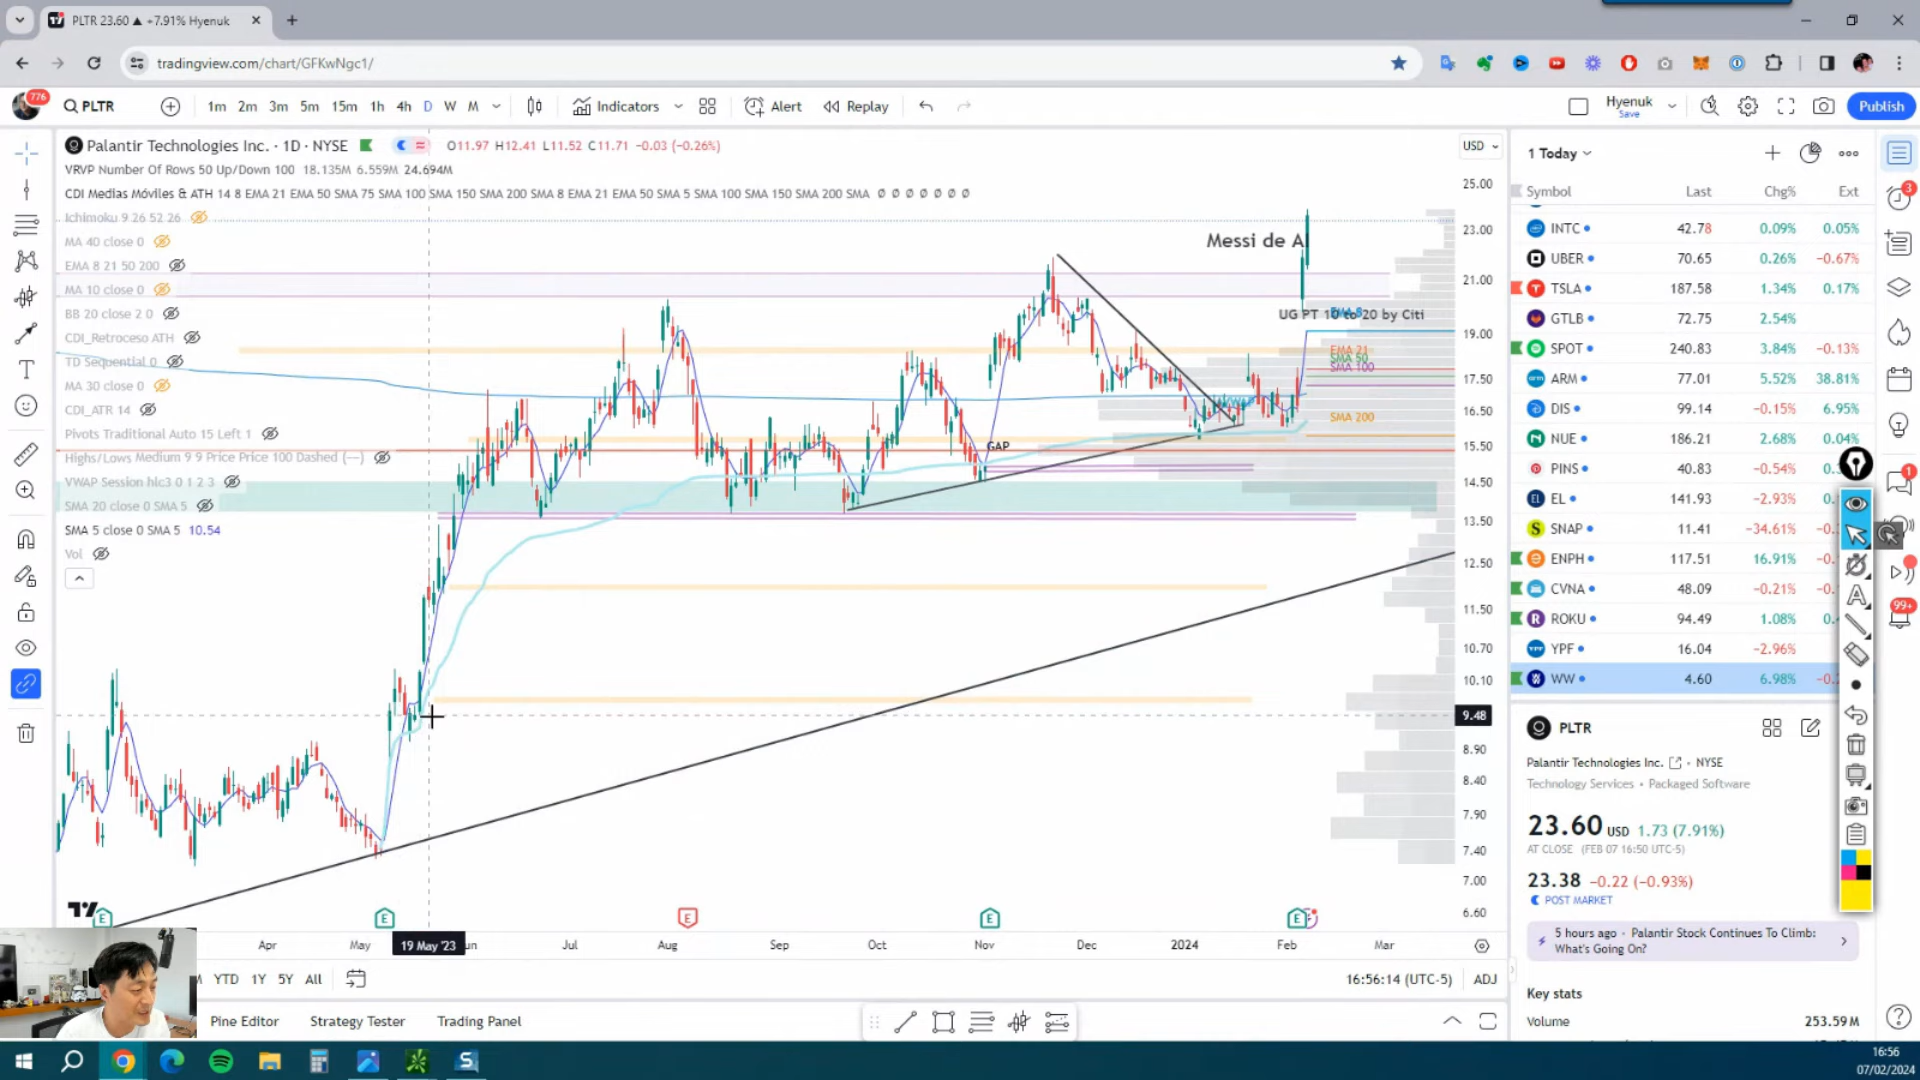 PLTR 23.60 ▲ +7.91% Hyenuk
tradingview.com/chart/GFKwNgc1/
776
PLTR
1m 2m 3m 5m 15m 1h 4h D W M
Indicators
Alert
Replay
Hyenuk
Save
Publish
Palantir Technologies Inc. · 1D · NYSE
O11.97 H12.41 L11.52 C11.71 −0.03 (−0.26%)
USD
VRVP Number Of Rows 50 Up/Down 100 18.135M 6.559M 24.694M
CDI Medias Móviles & ATH 14 8 EMA 21 EMA 50 SMA 75 SMA 100 SMA 150 SMA 200 SMA 8 EMA 21 EMA 50 SMA 5 SMA 100 SMA 150 SMA 200 SMA ∅ ∅ ∅ ∅ ∅ ∅ ∅
Ichimoku 9 26 52 26
MA 40 close 0
EMA 8 21 50 200
MA 10 close 0
BB 20 close 2 0
CDI_Retroceso ATH
TD Sequential 0
MA 30 close 0
CDI_ATR 14
Pivots Traditional Auto 15 Left 1
Highs/Lows Medium 9 9 Price Price 100 Dashed (---)
VWAP Session hlc3 0 1 2 3
SMA 20 close 0 SMA 5
SMA 5 close 0 SMA 5 10.54
Vol
Messi de AI
UG PT 10 to 20 by Citi
EMA 21
SMA 50
SMA 100
SMA 200
GAP
25.00
23.00
21.00
19.00
17.50
16.50
15.50
14.50
13.50
12.50
11.50
10.70
10.10
9.48
8.90
8.40
7.90
7.40
7.00
6.60
E E E E E
Apr May 19 May '23 Jul Aug Sep Oct Nov Dec 2024 Feb Mar
YTD 1Y 5Y All
16:56:14 (UTC-5) ADJ
Pine Editor Strategy Tester Trading Panel
1 Today
Symbol Last Chg% Ext
INTC 42.78 0.09% 0.05%
UBER 70.65 0.26% −0.67%
TSLA 187.58 1.34% 0.17%
GTLB 72.75 2.54%
SPOT 240.83 3.84% −0.13%
ARM 77.01 5.52% 38.81%
DIS 99.14 −0.15% 6.95%
NUE 186.21 2.68% 0.04%
PINS 40.83 −0.54%
EL 141.93 −2.93%
SNAP 11.41 −34.61%
ENPH 117.51 16.91%
CVNA 48.09 −0.21%
ROKU 94.49 1.08%
YPF 16.04 −2.96%
WW 4.60 6.98%
PLTR
Palantir Technologies Inc. • NYSE
Technology Services • Packaged Software
23.60 USD 1.73 (7.91%)
AT CLOSE (FEB 07 16:50 UTC-5)
23.38 −0.22 (−0.93%)
POST MARKET
5 hours ago · Palantir Stock Continues To Climb:
What's Going On?
Key stats
Volume 253.59M
3
1
99+
16:56
07/02/2024